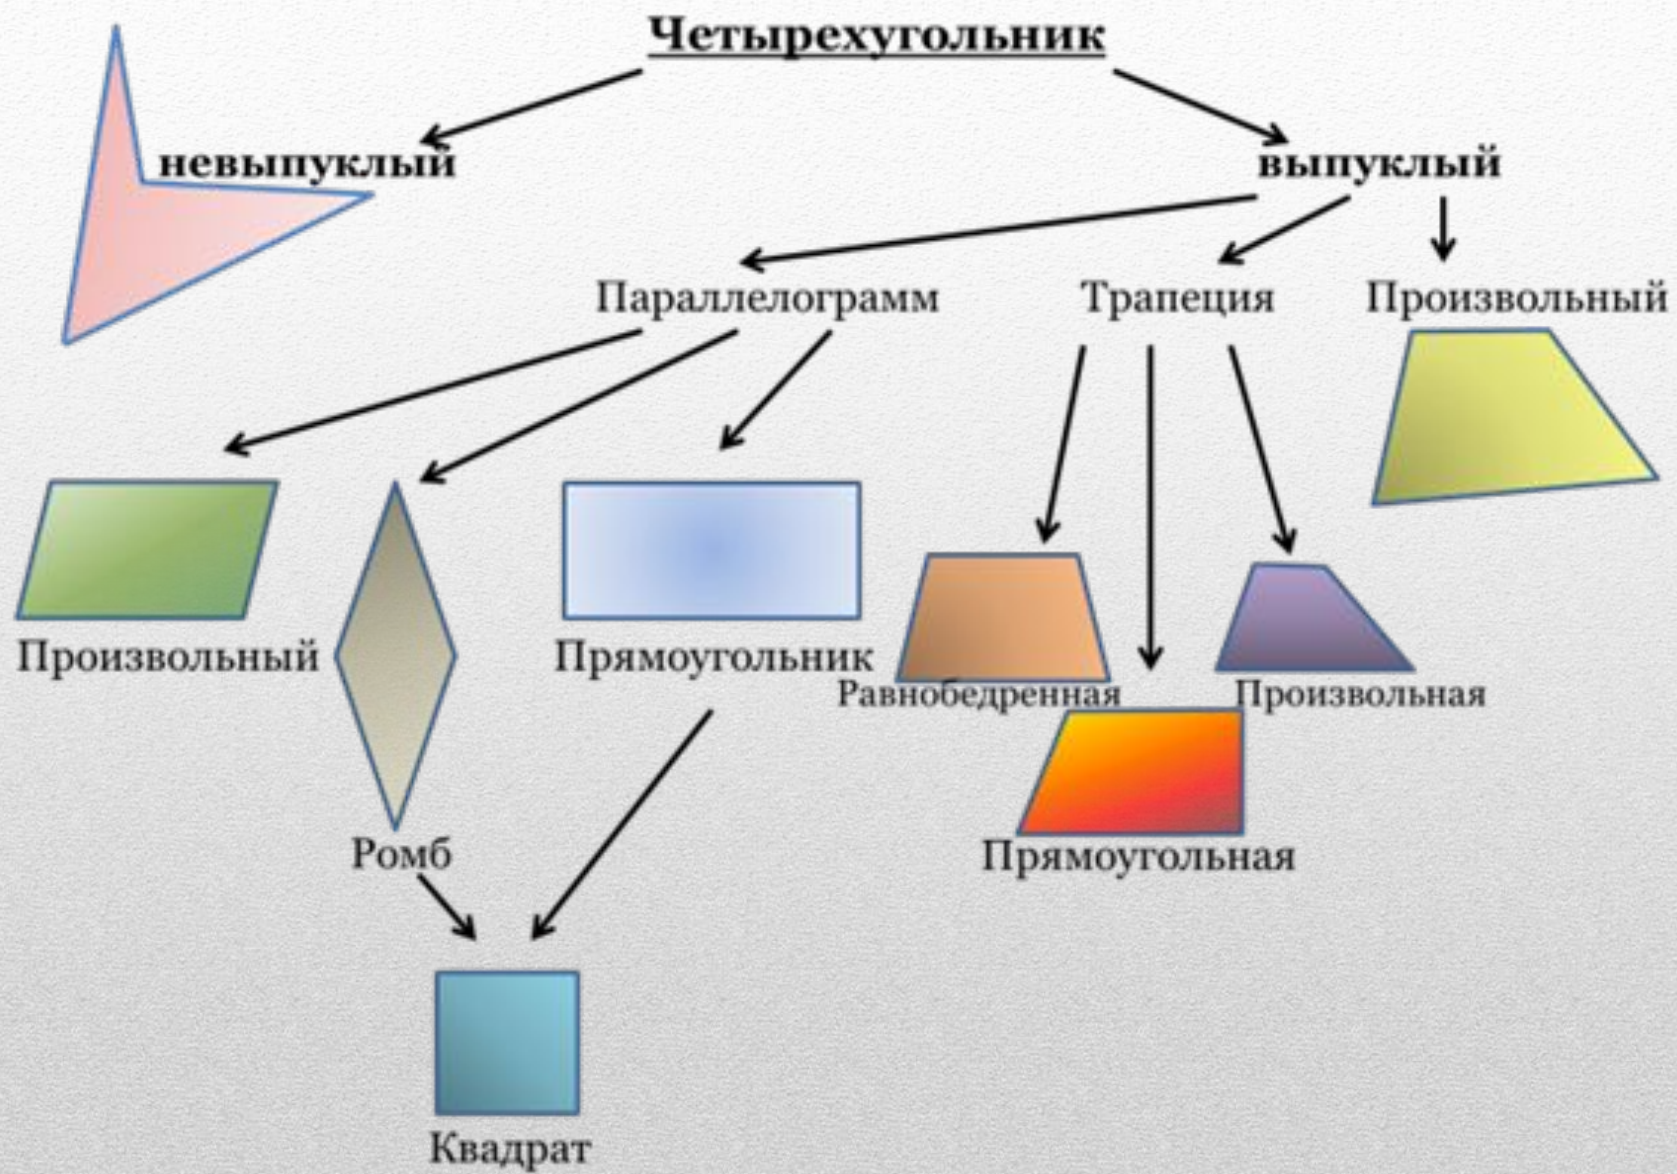 Четырехугольник
невыпуклый
выпуклый
Параллелограмм
Трапеция
Произвольный
Произвольный
Прямоугольник
Равнобедренная
Произвольная
Ромб
Прямоугольная
Квадрат